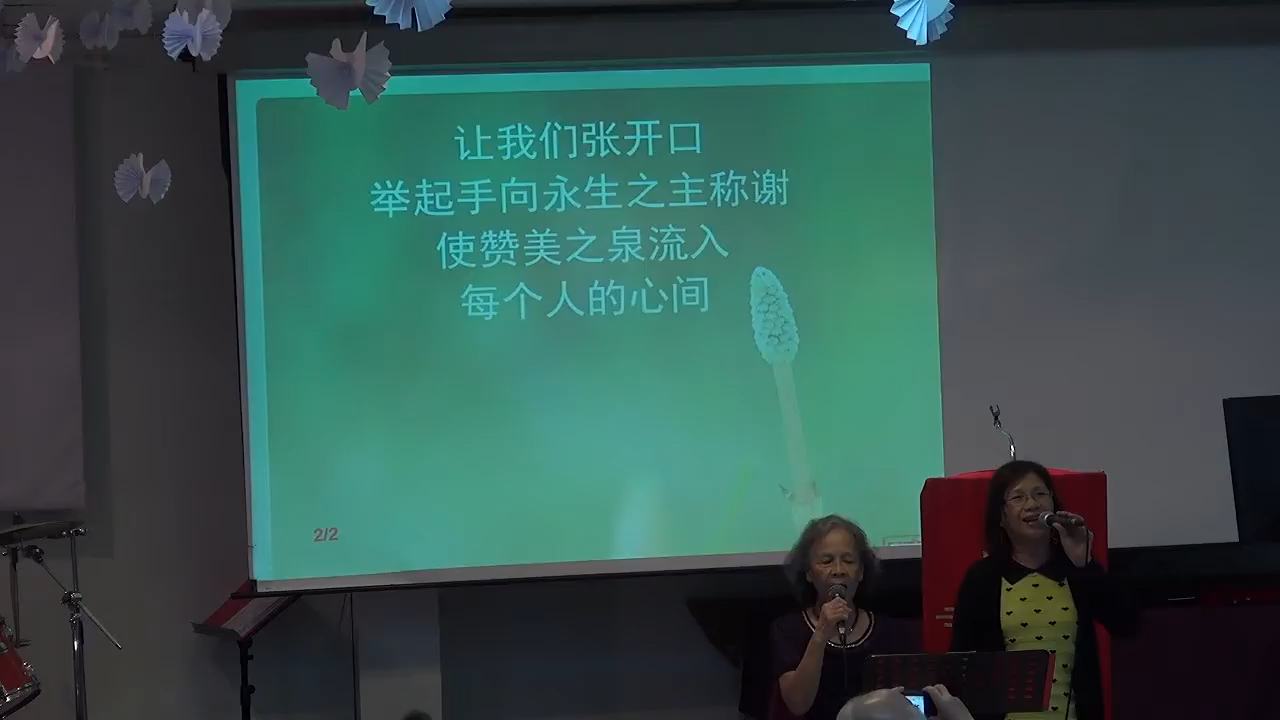 让我们张开口
举起手向永生之主称谢
使赞美之泉流入
每个人的心间
2/2